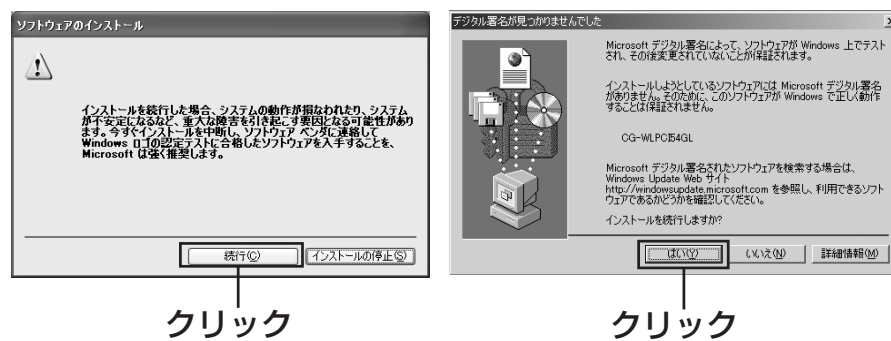 ソフトウェアのインストール
インストールを続行した場合、システムの動作が損なわれたり、システム
が不安定になるなど、重大な障害を引き起こす要因となる可能性があり
ます。今すぐインストールを中断し、ソフトウェア ベンダに連絡して
Windows ロゴの認定テストに合格したソフトウェアを入手することを、
Microsoft は強く推奨します。
続行(C)
インストールの停止(S)
クリック
デジタル署名が見つかりませんでした
Microsoft デジタル署名によって、ソフトウェアが Windows 上でテスト
され、その後変更されていないことが保証されます。
インストールしようとしているソフトウェアには Microsoft デジタル署名
がありません。そのために、このソフトウェアが Windows で正しく動作
することは保証されません。
CG-WLPCI54GL
Microsoft デジタル署名されたソフトウェアを検索する場合は、
Windows Update Web サイト
http://windowsupdate.microsoft.com を参照し、利用できるソフト
ウェアであるかどうかを確認してください。
インストールを続行しますか?
はい(Y)
いいえ(N)
詳細情報(M)
クリック